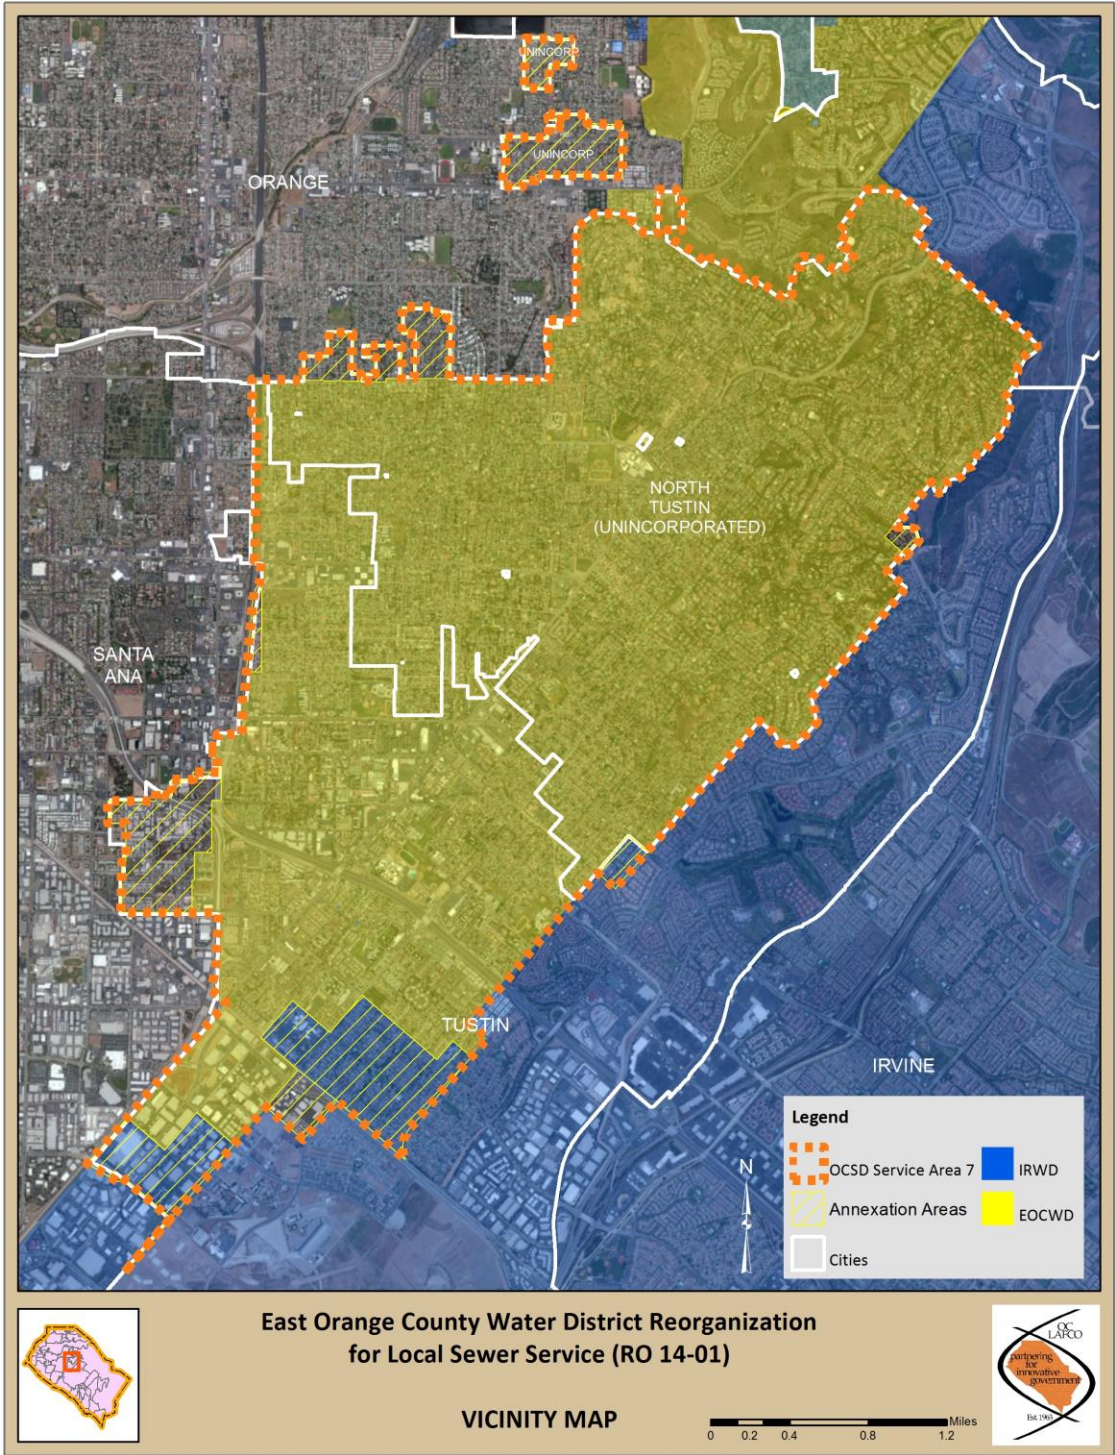 UNINCORP
UNINCORP
ORANGE
NORTH
TUSTIN
(UNINCORPORATED)
SANTA
ANA
TUSTIN
IRVINE
Legend
OCSD Service Area 7
IRWD
Annexation Areas
EOCWD
Cities
N
East Orange County Water District Reorganization
for Local Sewer Service (RO 14-01)
VICINITY MAP
Miles
0 0.2 0.4 0.8 1.2
OC
LAFCO
partnering
for
innovative
government
Est. 1963